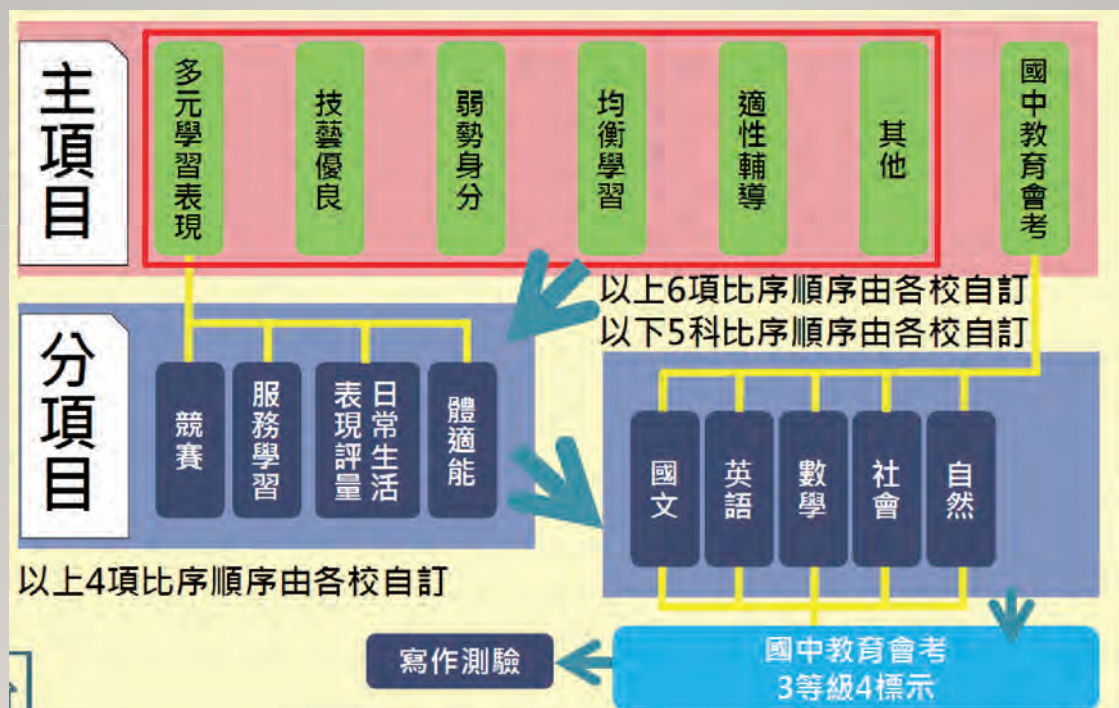 主項目
多元學習表現
技藝優良
弱勢身分
均衡學習
適性輔導
其他
國中教育會考
以上6項比序順序由各校自訂
以下5科比序順序由各校自訂
分項目
競賽
服務學習
日常生活
表現評量
體適能
國文
英語
數學
社會
自然
以上4項比序順序由各校自訂
寫作測驗
國中教育會考
3等級4標示